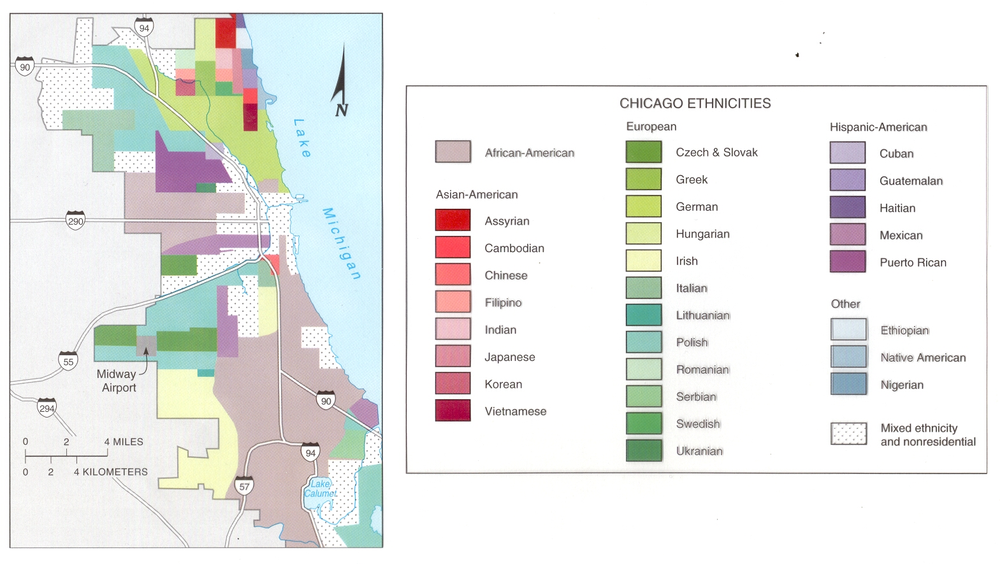 94
90
N
Lake
Michigan
290
55
Midway
Airport
294
90
0 2 4 MILES
0 2 4 KILOMETERS
94
57
Lake
Calumet
CHICAGO ETHNICITIES
African-American
Asian-American
Assyrian
Cambodian
Chinese
Filipino
Indian
Japanese
Korean
Vietnamese
European
Czech & Slovak
Greek
German
Hungarian
Irish
Italian
Lithuanian
Polish
Romanian
Serbian
Swedish
Ukranian
Hispanic-American
Cuban
Guatemalan
Haitian
Mexican
Puerto Rican
Other
Ethiopian
Native American
Nigerian
Mixed ethnicity
and nonresidential